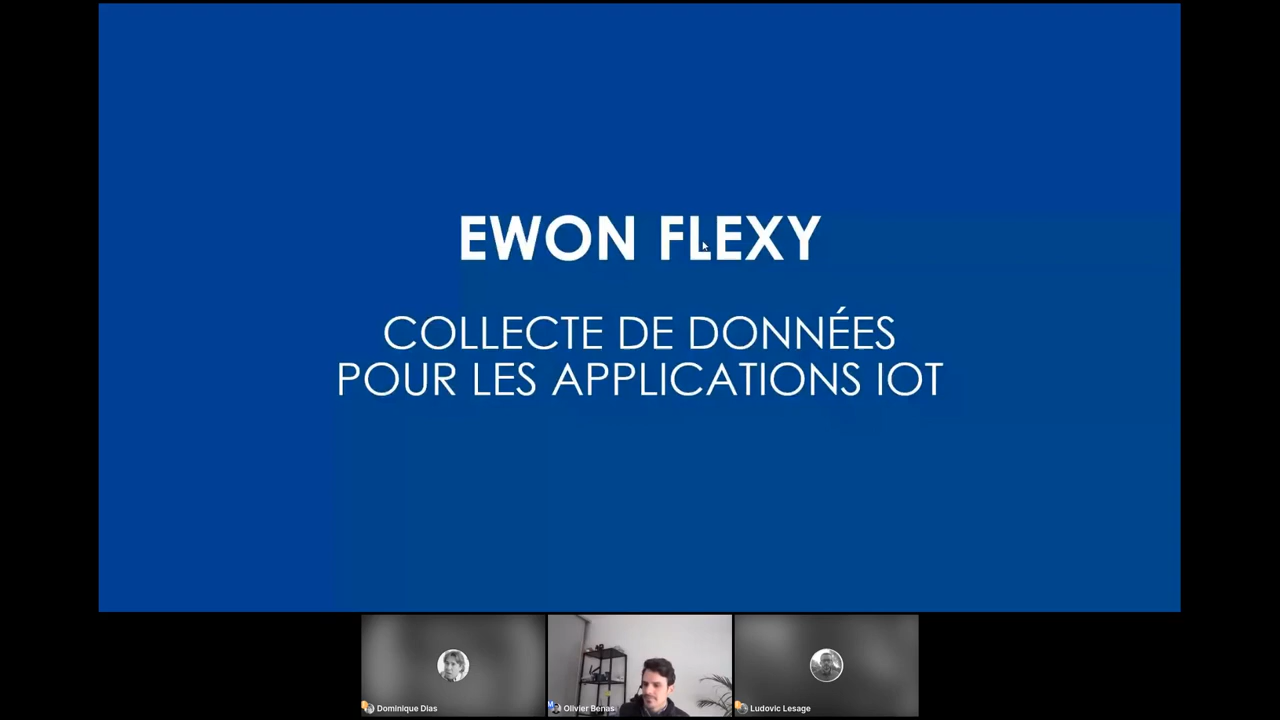 EWON FLEXY
COLLECTE DE DONNÉES
POUR LES APPLICATIONS IOT
Dominique Dias
Olivier Benas
Ludovic Lesage